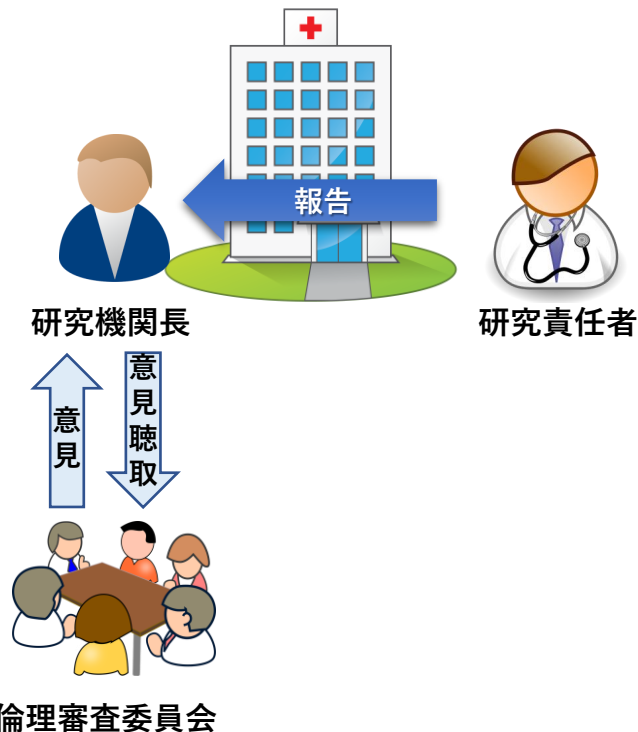 報告
研究機関長
研究責任者
意見
意見聴取
倫理審査委員会